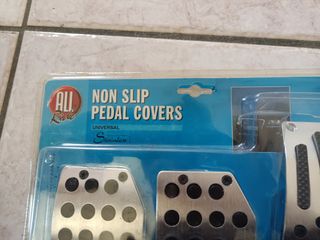 ALL
Ride
NON SLIP
PEDAL COVERS
UNIVERSAL